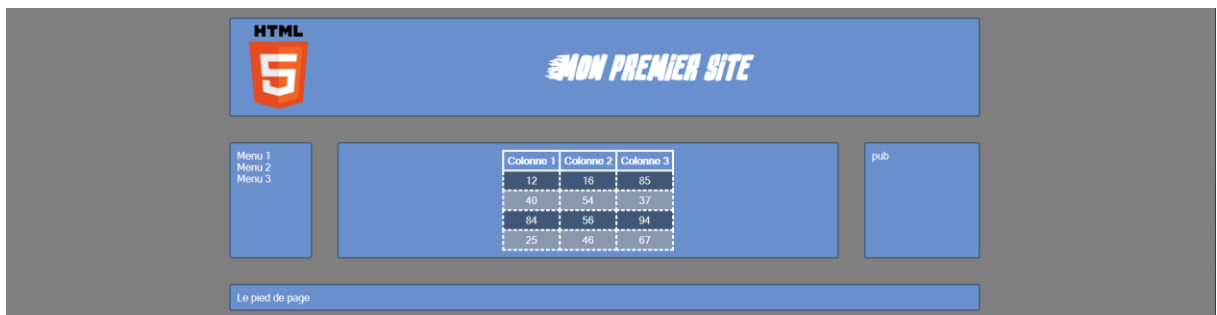 HTML
5
MON PREMiER SiTE
Menu 1
Menu 2
Menu 3
Colonne 1 Colonne 2 Colonne 3
12 16 85
40 54 37
84 56 94
25 46 67
pub
Le pied de page